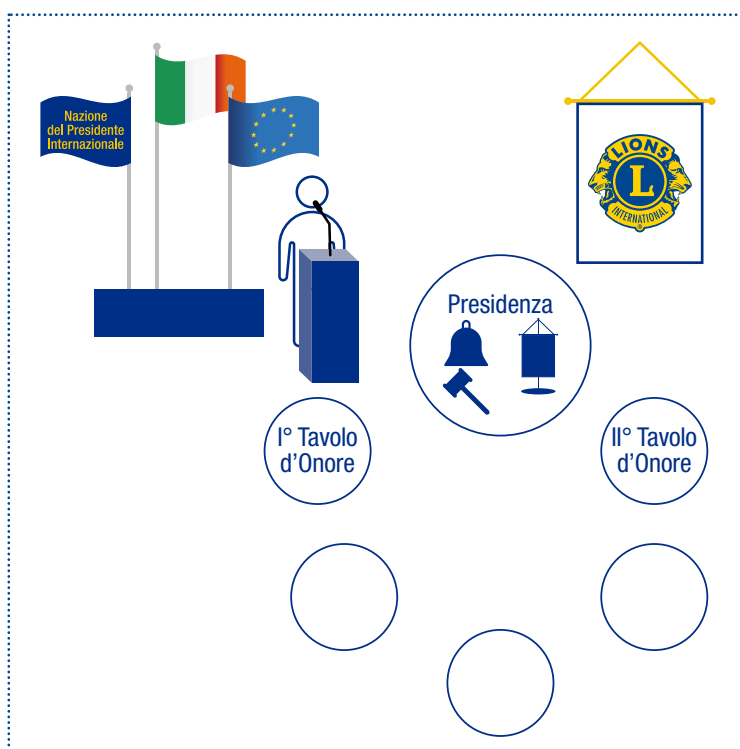 Nazione
del Presidente
Internazionale
LIONS
L
INTERNATIONAL
®
Presidenza
I° Tavolo
d’Onore
II° Tavolo
d’Onore